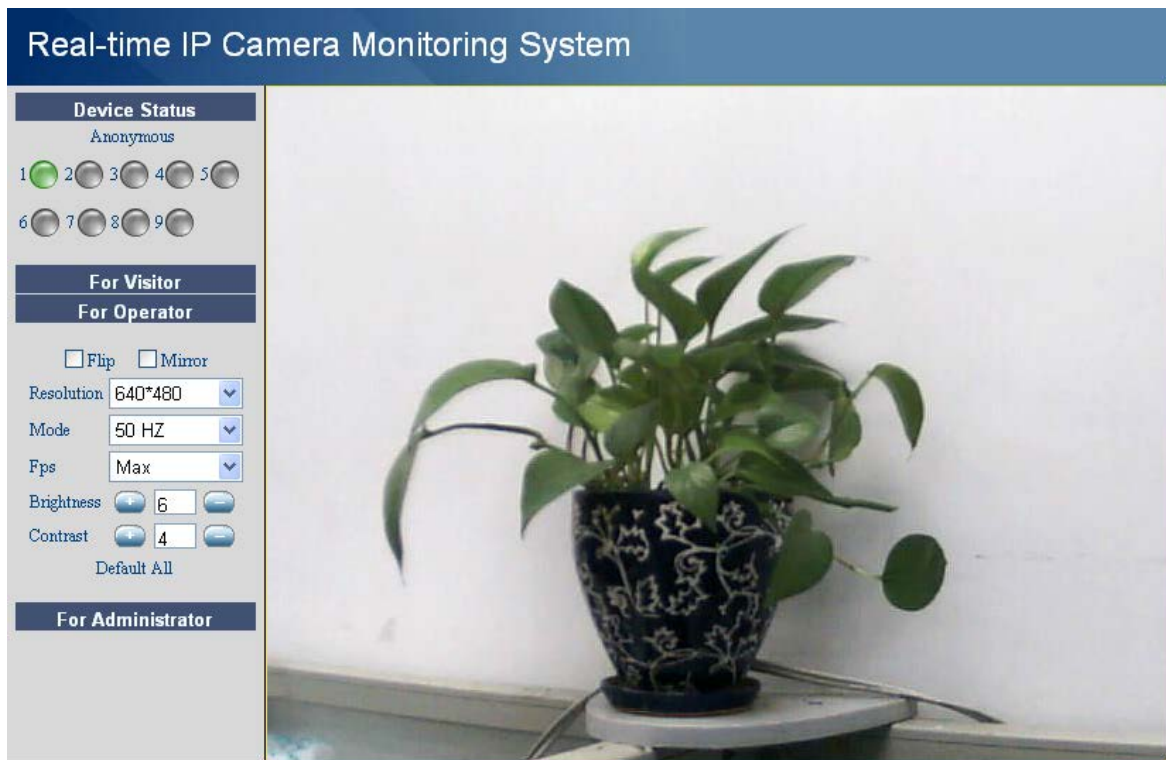 Real-time IP Camera Monitoring System
Device Status
Anonymous
1 2 3 4 5
6 7 8 9
For Visitor
For Operator
Flip Mirror
Resolution 640*480
Mode 50 HZ
Fps Max
Brightness + 6 -
Contrast + 4 -
Default All
For Administrator